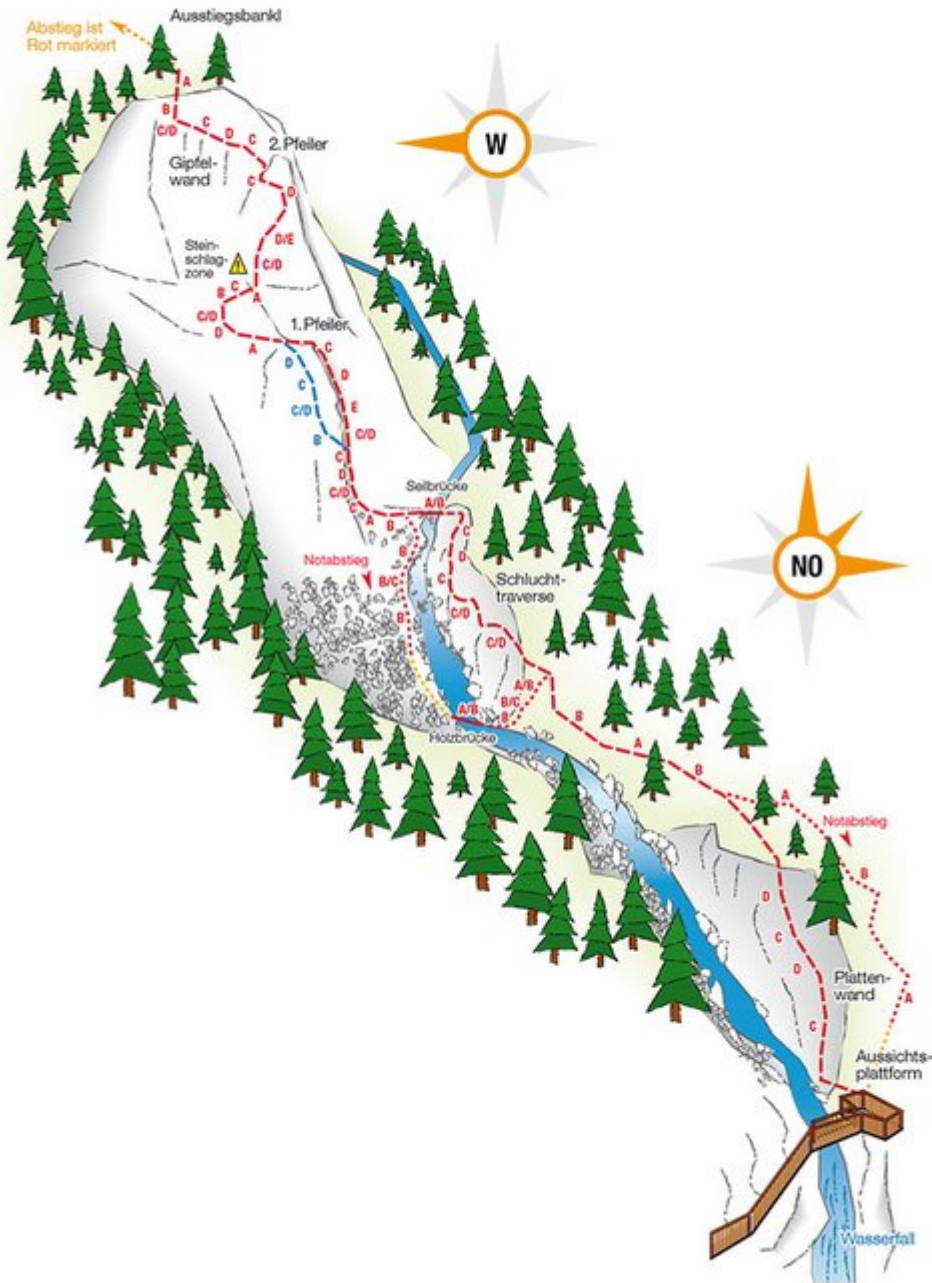 Ausstiegsbankl
Abstieg ist
Rot markiert
A
B
C/D
C
D
C
2. Pfeiler
W
Gipfel-
wand
C
D
D/E
Stein-
schlag-
zone
C/D
C
B
A
C/D
D
1. Pfeiler
A
C
D
D
C
E
C/D
C/D
B
C
D
Seilbrücke
C/D
A/B
C
A
B
C
NO
D
B
Notabstieg
B/C
C
Schlucht-
traverse
B
C/D
C/D
A/B
B/C
A/B
B
Holzbrücke
B
A
B
A
Notabstieg
B
D
C
D
Platten-
wand
A
C
Aussichts-
plattform
Wasserfall